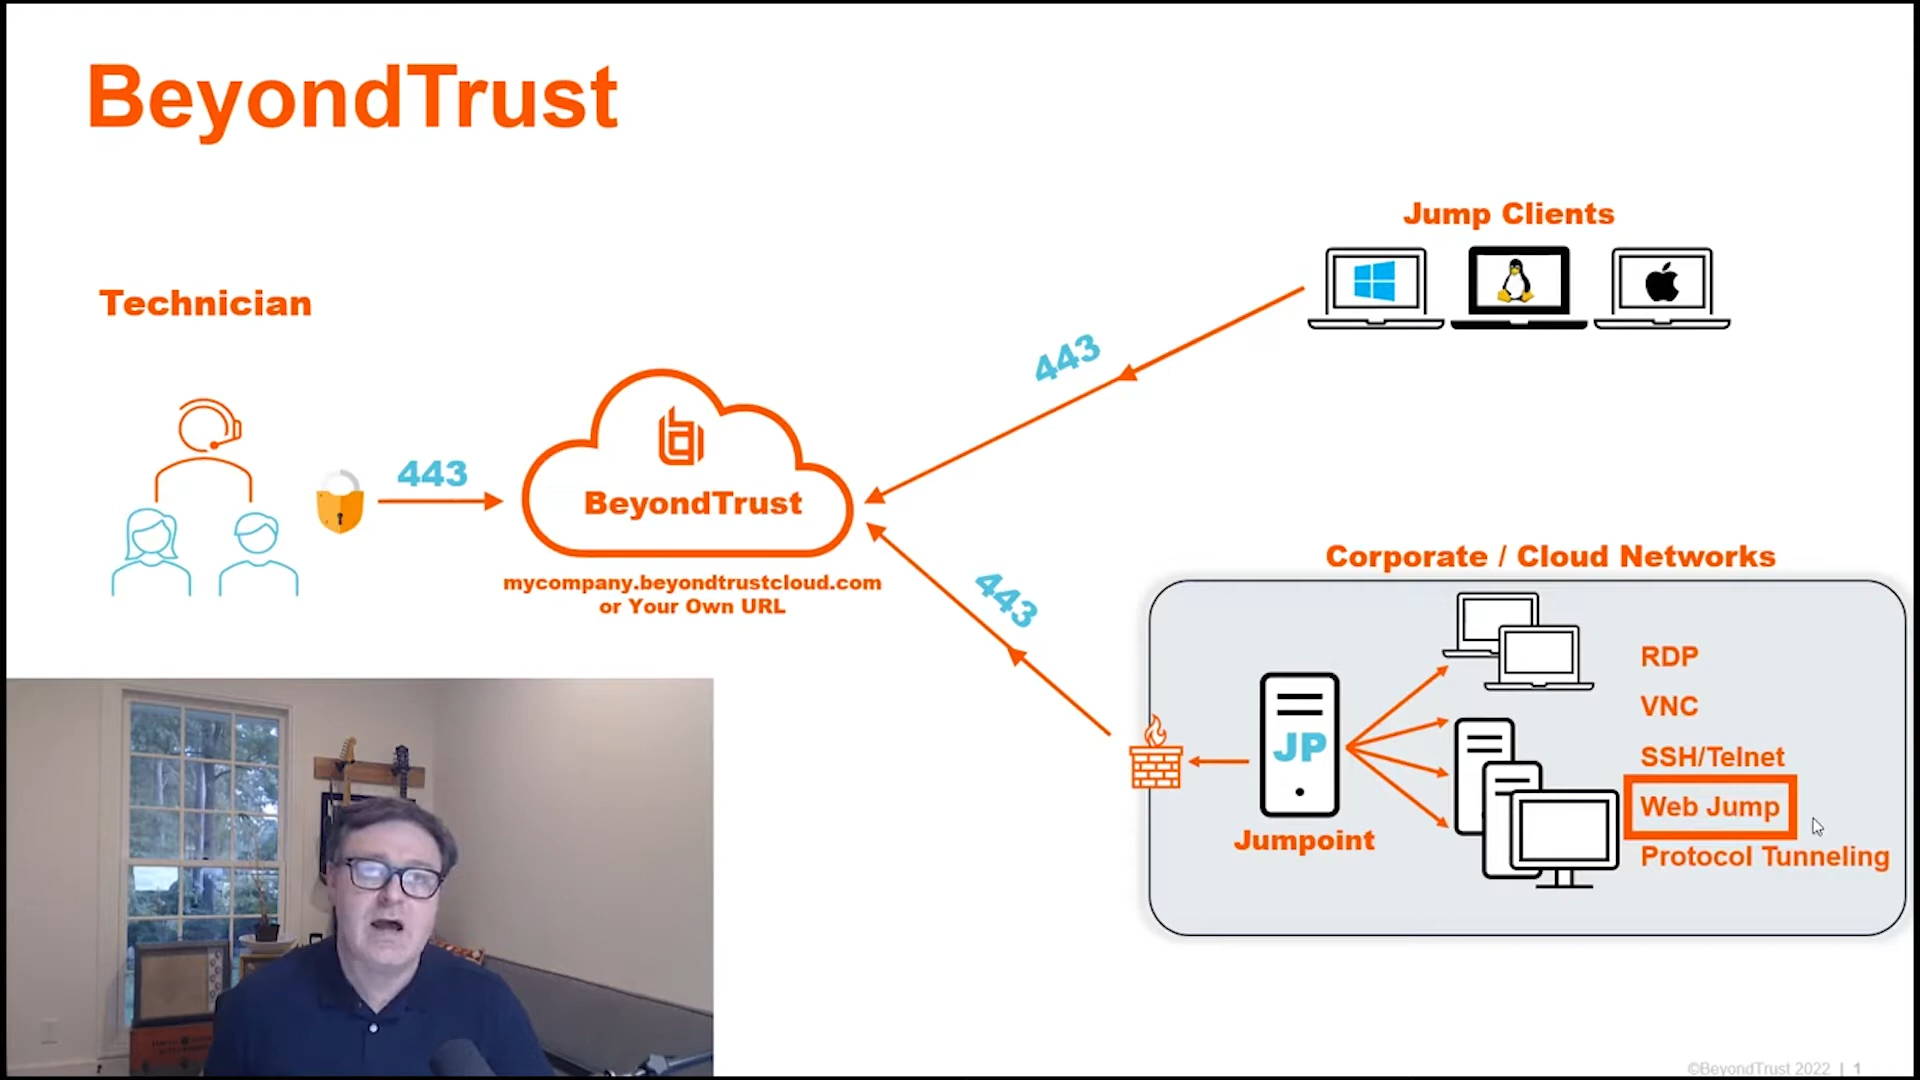 BeyondTrust
Jump Clients
Technician
443
443
BeyondTrust
mycompany.beyondtrustcloud.com
or Your Own URL
443
Corporate / Cloud Networks
RDP
VNC
SSH/Telnet
JP
Web Jump
Jumpoint
Protocol Tunneling
©BeyondTrust 2022 | 1